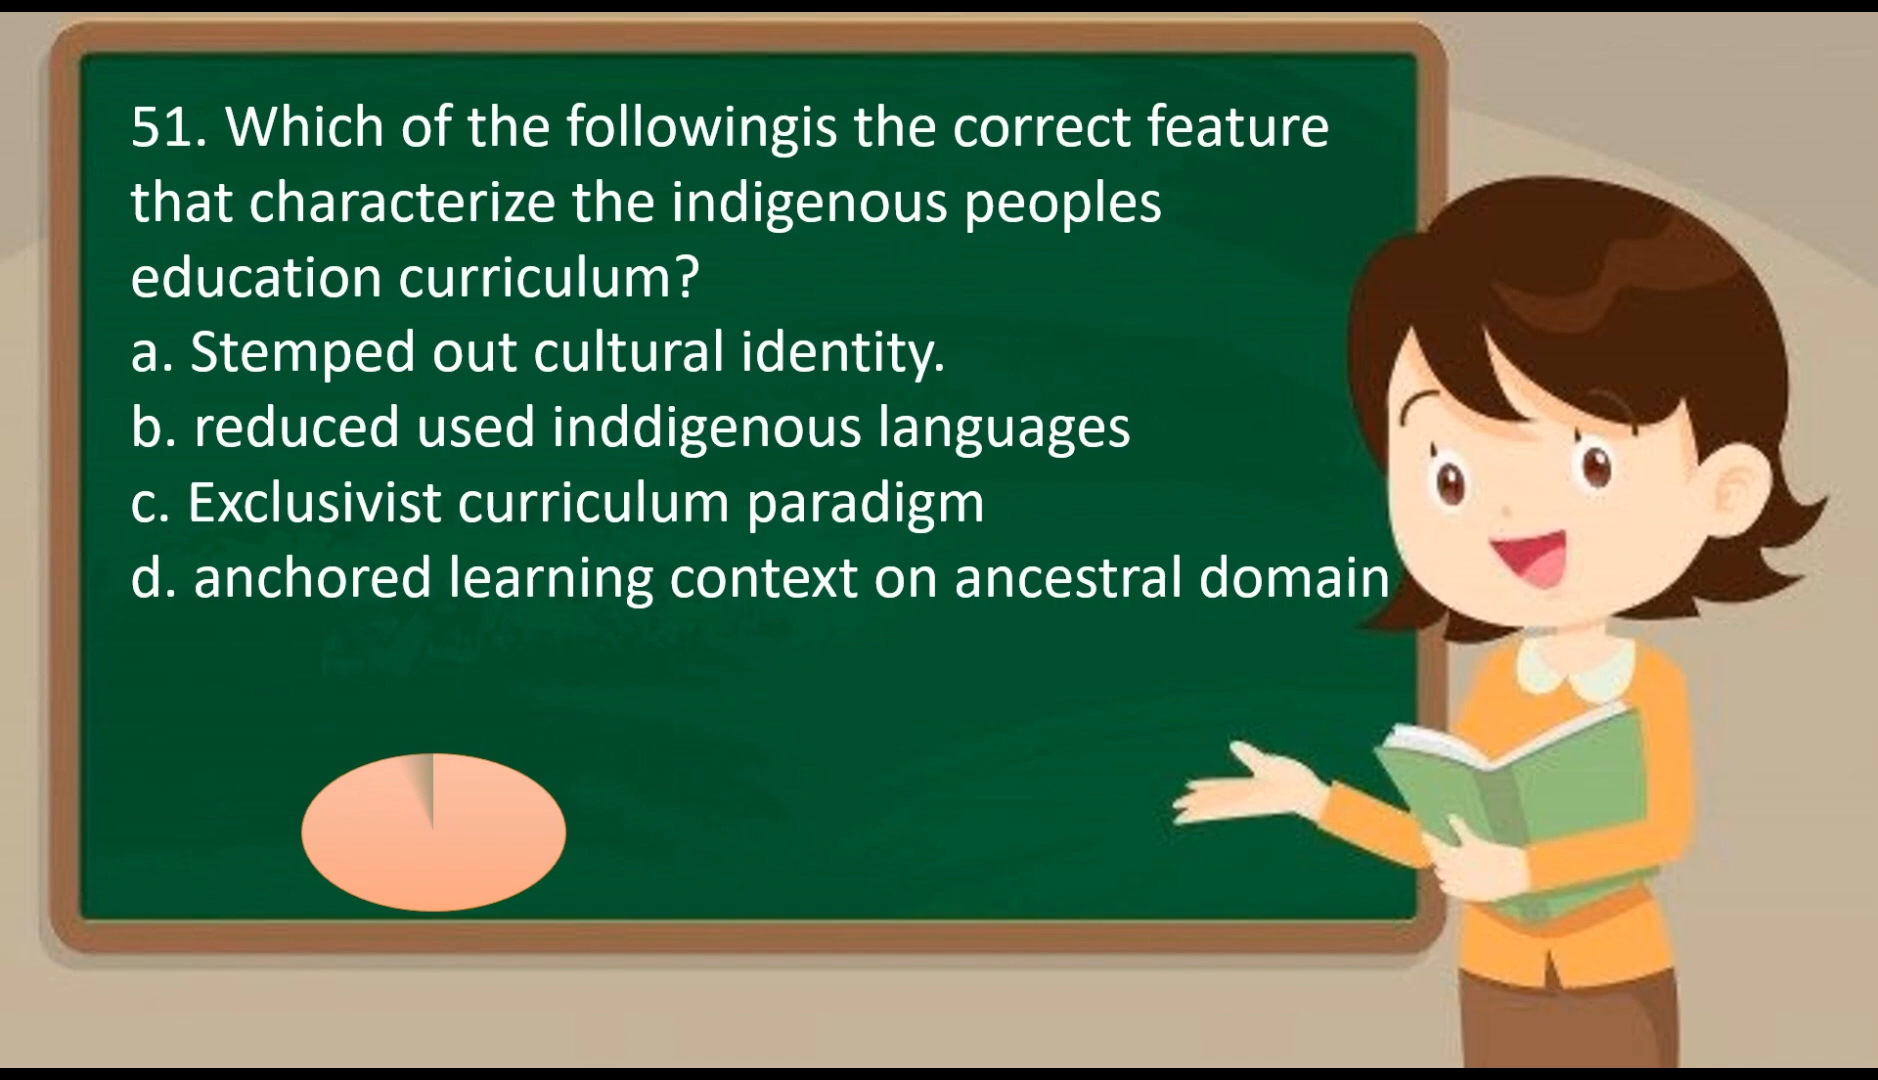 51. Which of the followingis the correct feature
that characterize the indigenous peoples
education curriculum?
a. Stemped out cultural identity.
b. reduced used inddigenous languages
c. Exclusivist curriculum paradigm
d. anchored learning context on ancestral domain